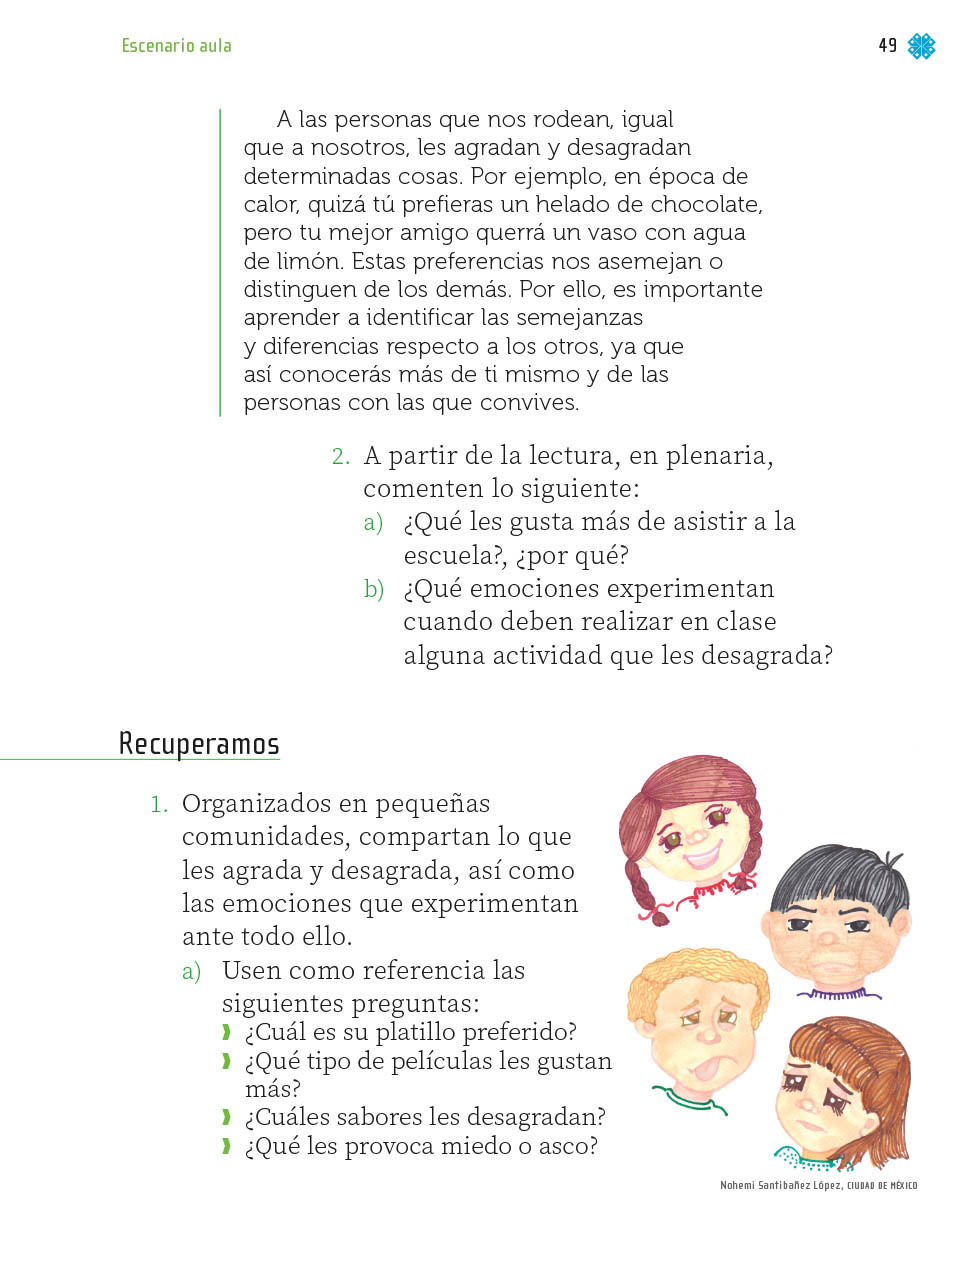 Escenario aula
49
A las personas que nos rodean, igual
que a nosotros, les agradan y desagradan
determinadas cosas. Por ejemplo, en época de
calor, quizá tú prefieras un helado de chocolate,
pero tu mejor amigo querrá un vaso con agua
de limón. Estas preferencias nos asemejan o
distinguen de los demás. Por ello, es importante
aprender a identificar las semejanzas
y diferencias respecto a los otros, ya que
así conocerás más de ti mismo y de las
personas con las que convives.
2. A partir de la lectura, en plenaria,
comenten lo siguiente:
a) ¿Qué les gusta más de asistir a la
escuela?, ¿por qué?
b) ¿Qué emociones experimentan
cuando deben realizar en clase
alguna actividad que les desagrada?
Recuperamos
1. Organizados en pequeñas
comunidades, compartan lo que
les agrada y desagrada, así como
las emociones que experimentan
ante todo ello.
a) Usen como referencia las
siguientes preguntas:
¿Cuál es su platillo preferido?
¿Qué tipo de películas les gustan
más?
¿Cuáles sabores les desagradan?
¿Qué les provoca miedo o asco?
Nohemi Santibañez López, CIUDAD DE MÉXICO